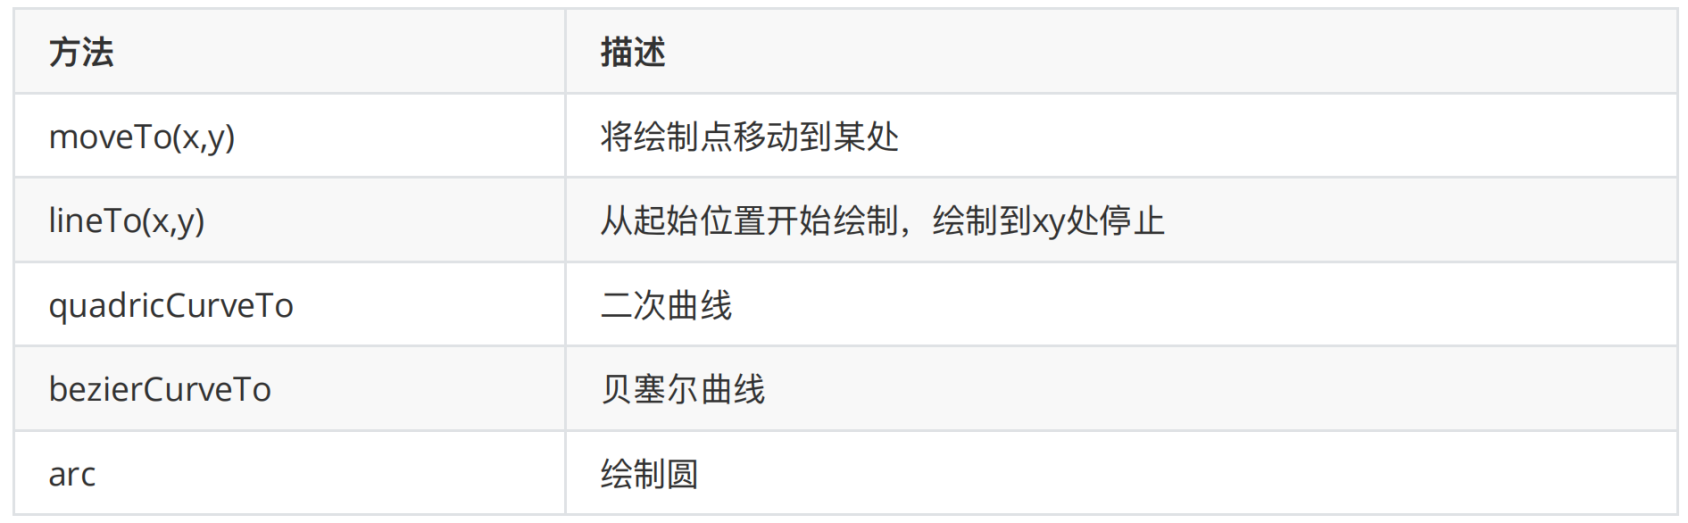 方法 描述
moveTo(x,y) 将绘制点移动到某处
lineTo(x,y) 从起始位置开始绘制，绘制到xy处停止
quadricCurveTo 二次曲线
bezierCurveTo 贝塞尔曲线
arc 绘制圆